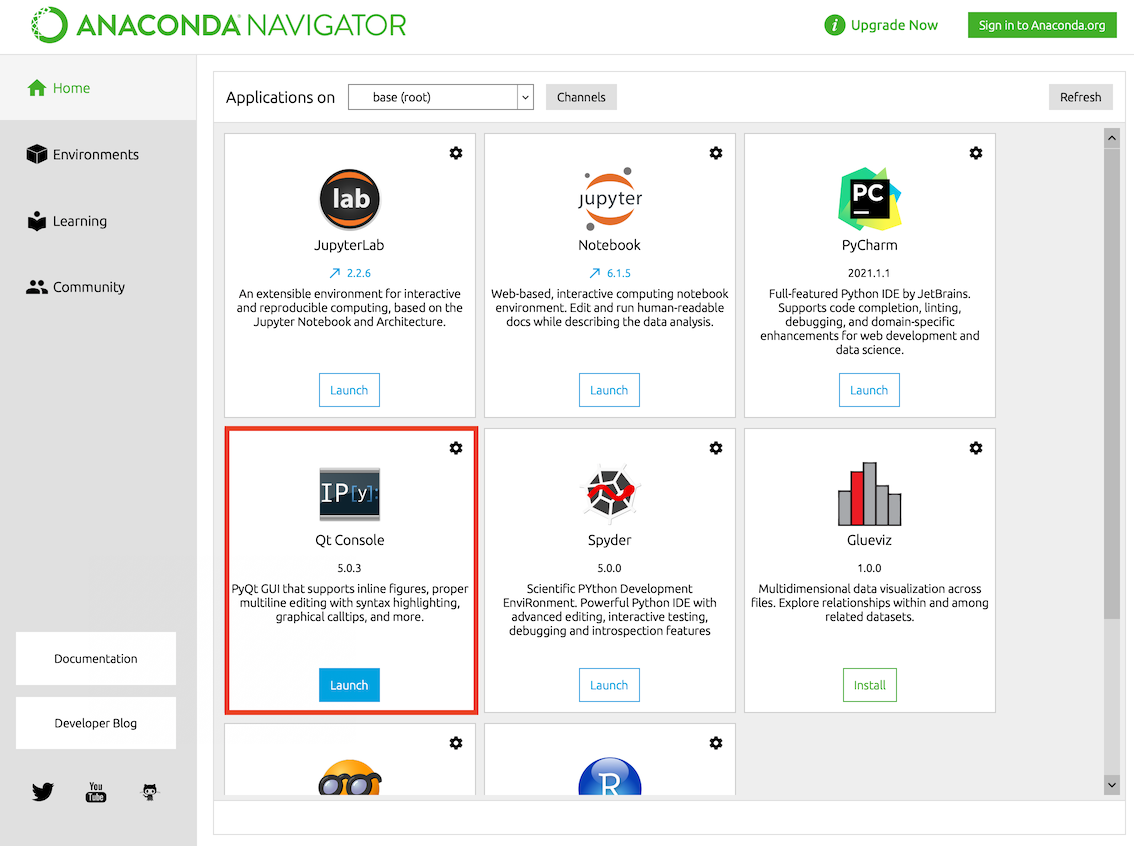 ANACONDA NAVIGATOR
Upgrade Now
Sign in to Anaconda.org
Home
Environments
Learning
Community
Documentation
Developer Blog
You
Tube
Applications on
base (root)
Channels
Refresh
lab
JupyterLab
2.2.6
An extensible environment for interactive
and reproducible computing, based on the
Jupyter Notebook and Architecture.
Launch
jupyter
Notebook
6.1.5
Web-based, interactive computing notebook
environment. Edit and run human-readable
docs while describing the data analysis.
Launch
PC
PyCharm
2021.1.1
Full-featured Python IDE by JetBrains.
Supports code completion, linting,
debugging, and domain-specific
enhancements for web development and
data science.
Launch
IP[y]:
Qt Console
5.0.3
PyQt GUI that supports inline figures, proper
multiline editing with syntax highlighting,
graphical calltips, and more.
Launch
Spyder
5.0.0
Scientific PYthon Development
EnviRonment. Powerful Python IDE with
advanced editing, interactive testing,
debugging and introspection features
Launch
Glueviz
1.0.0
Multidimensional data visualization across
files. Explore relationships within and among
related datasets.
Install
R